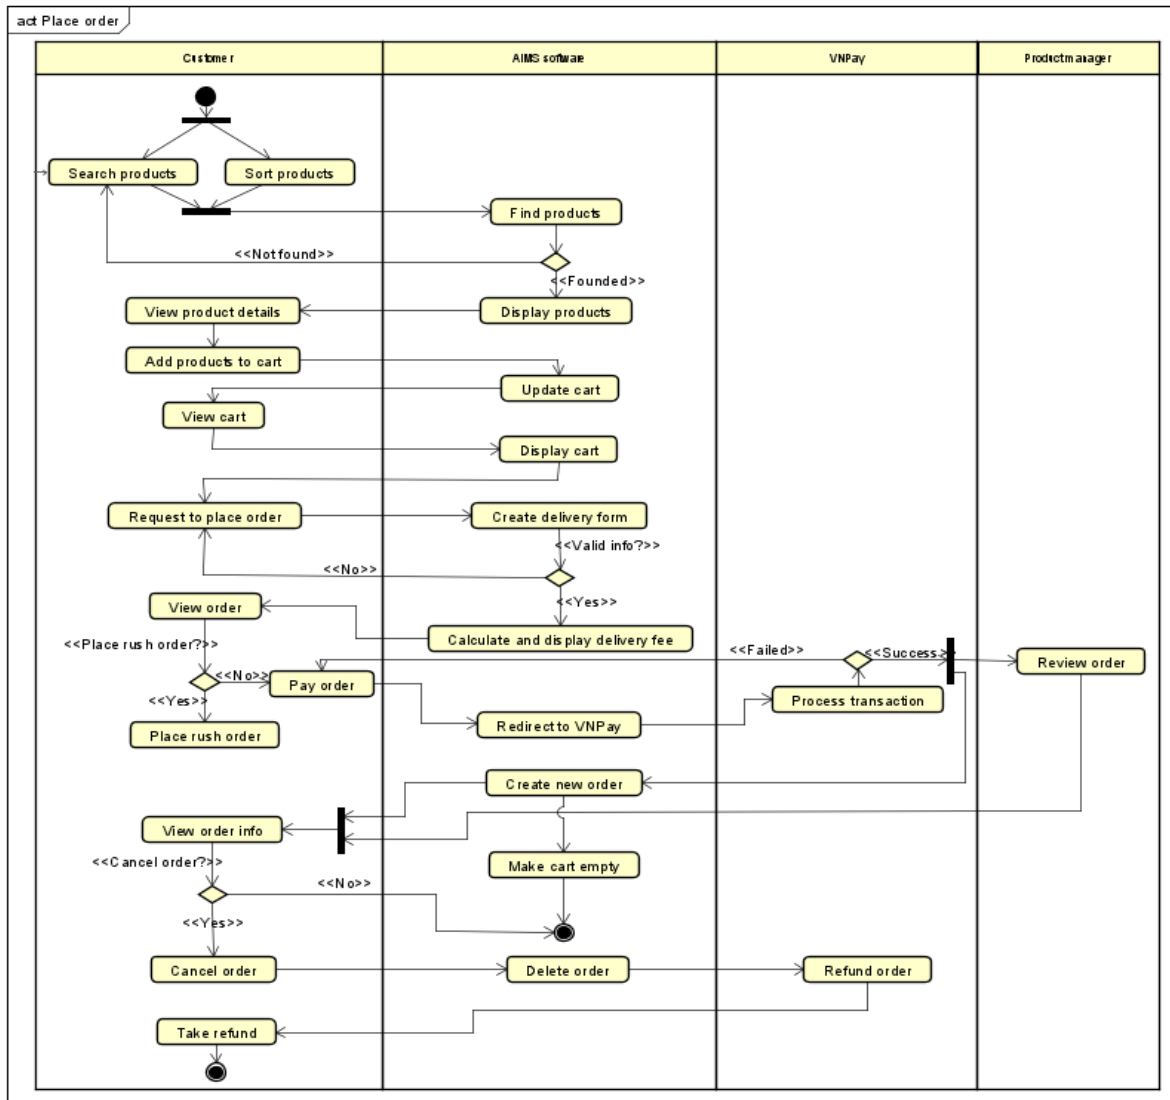 act Place order
Customer
AIMS software
VNPay
Productmanager
Search products
Sort products
Find products
<<Not found>>
<<Founded>>
View product details
Display products
Add products to cart
Update cart
View cart
Display cart
Request to place order
Create delivery form
<<Valid info?>>
<<No>>
<<Yes>>
View order
Calculate and display delivery fee
<<Place rush order?>>
<<Failed>>
<<Success>>
Review order
<<No>>
Pay order
<<Yes>>
Process transaction
Place rush order
Redirect to VNPay
Create new order
View order info
<<Cancel order?>>
Make cart empty
<<No>>
<<Yes>>
Cancel order
Delete order
Refund order
Take refund